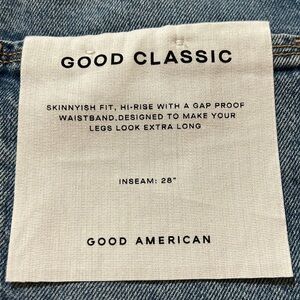 GOOD CLASSIC
SKINNYISH FIT, HI-RISE WITH A GAP PROOF
WAISTBAND.DESIGNED TO MAKE YOUR
LEGS LOOK EXTRA LONG
INSEAM: 28"
GOOD AMERICAN